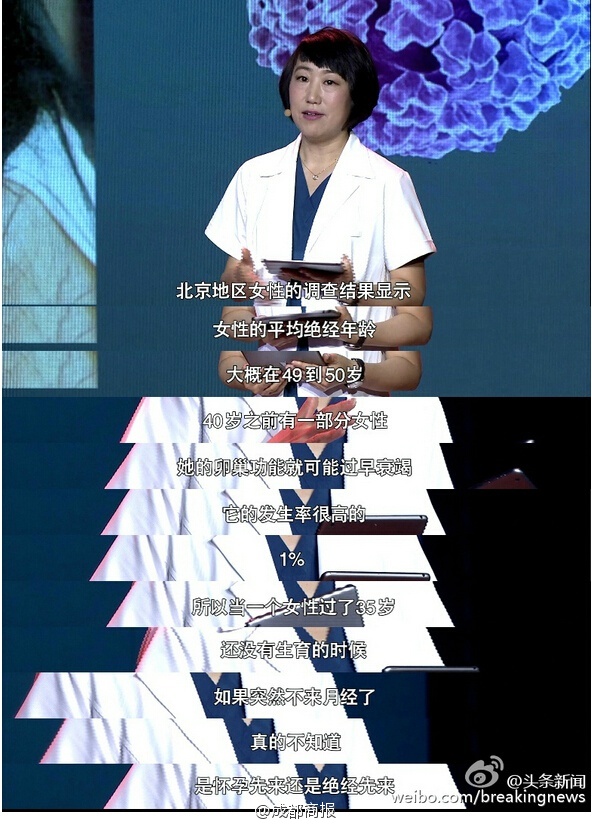 北京地区女性的调查结果显示
女性的平均绝经年龄
大概在49到50岁
40岁之前有一部分女性
她的卵巢功能就可能过早衰竭
它的发生率很高的
1%
所以当一个女性过了35岁
还没有生育的时候
如果突然不来月经了
真的不知道
是怀孕先来还是绝经先来
@头条新闻
weibo.com/breakingnews
@成都商报